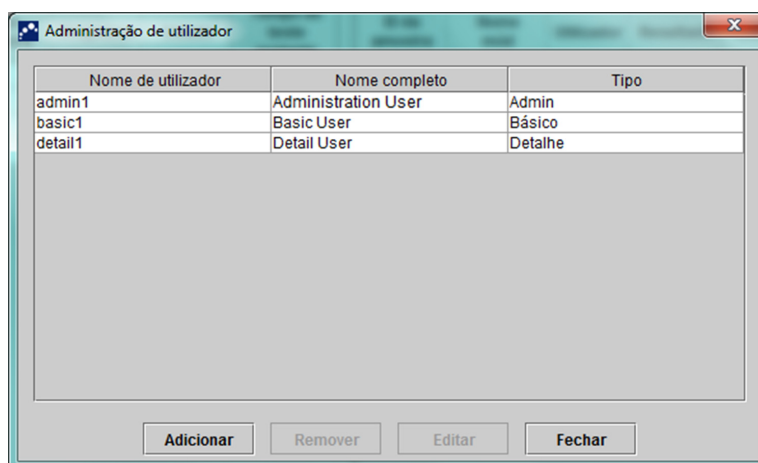 Administração de utilizador
Nome de utilizador Nome completo Tipo
admin1 Administration User Admin
basic1 Basic User Básico
detail1 Detail User Detalhe
Adicionar Remover Editar Fechar